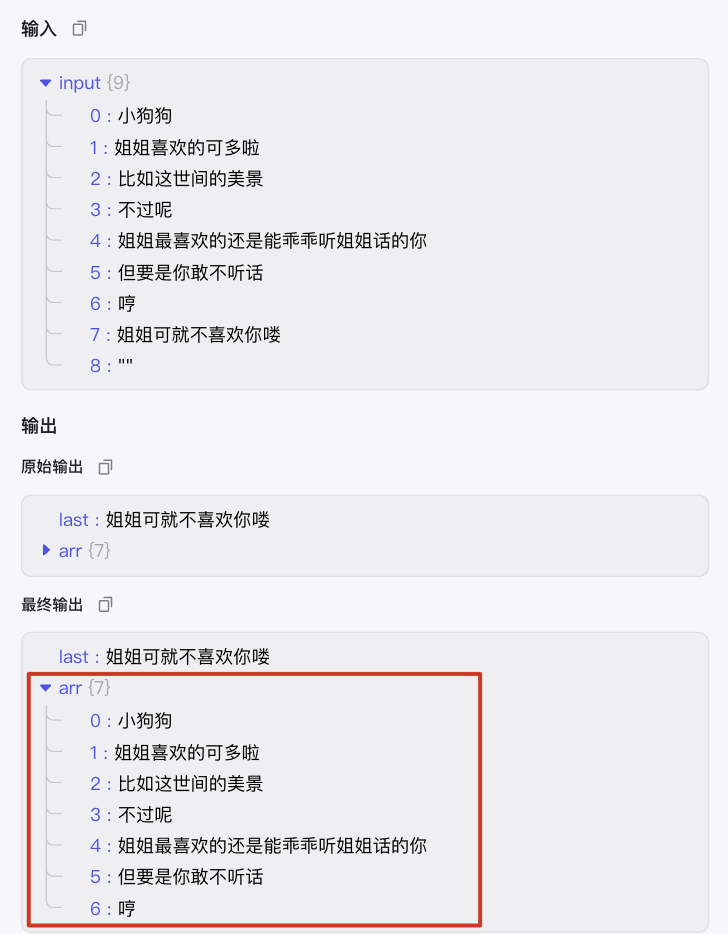 输入
input {9}
0 : 小狗狗
1 : 姐姐喜欢的可多啦
2 : 比如这世间的美景
3 : 不过呢
4 : 姐姐最喜欢的还是能乖乖听姐姐话的你
5 : 但要是你敢不听话
6 : 哼
7 : 姐姐可就不喜欢你喽
8 : ""
输出
原始输出
last : 姐姐可就不喜欢你喽
arr {7}
最终输出
last : 姐姐可就不喜欢你喽
arr {7}
0 : 小狗狗
1 : 姐姐喜欢的可多啦
2 : 比如这世间的美景
3 : 不过呢
4 : 姐姐最喜欢的还是能乖乖听姐姐话的你
5 : 但要是你敢不听话
6 : 哼